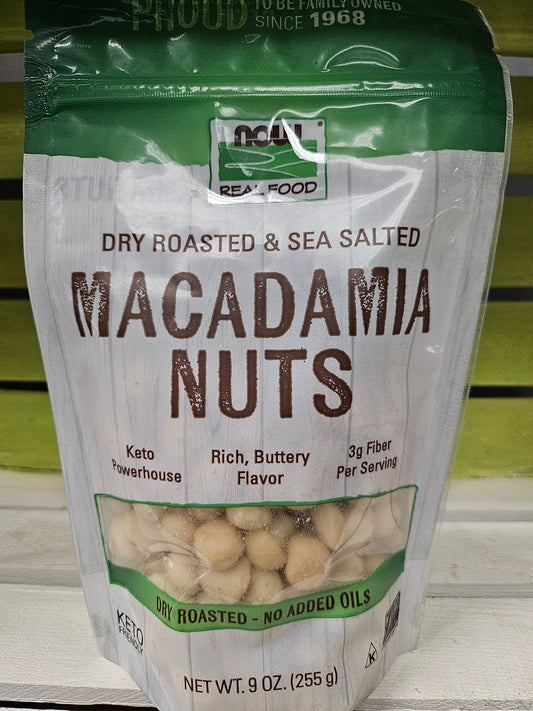 PROUD TO BE FAMILY OWNED
SINCE 1968
now
REAL FOOD
DRY ROASTED & SEA SALTED
MACADAMIA
NUTS
Keto
Powerhouse
Rich, Buttery
Flavor
3g Fiber
Per Serving
DRY ROASTED - NO ADDED OILS
KETO
FRIENDLY
K
NET WT. 9 OZ. (255 g)